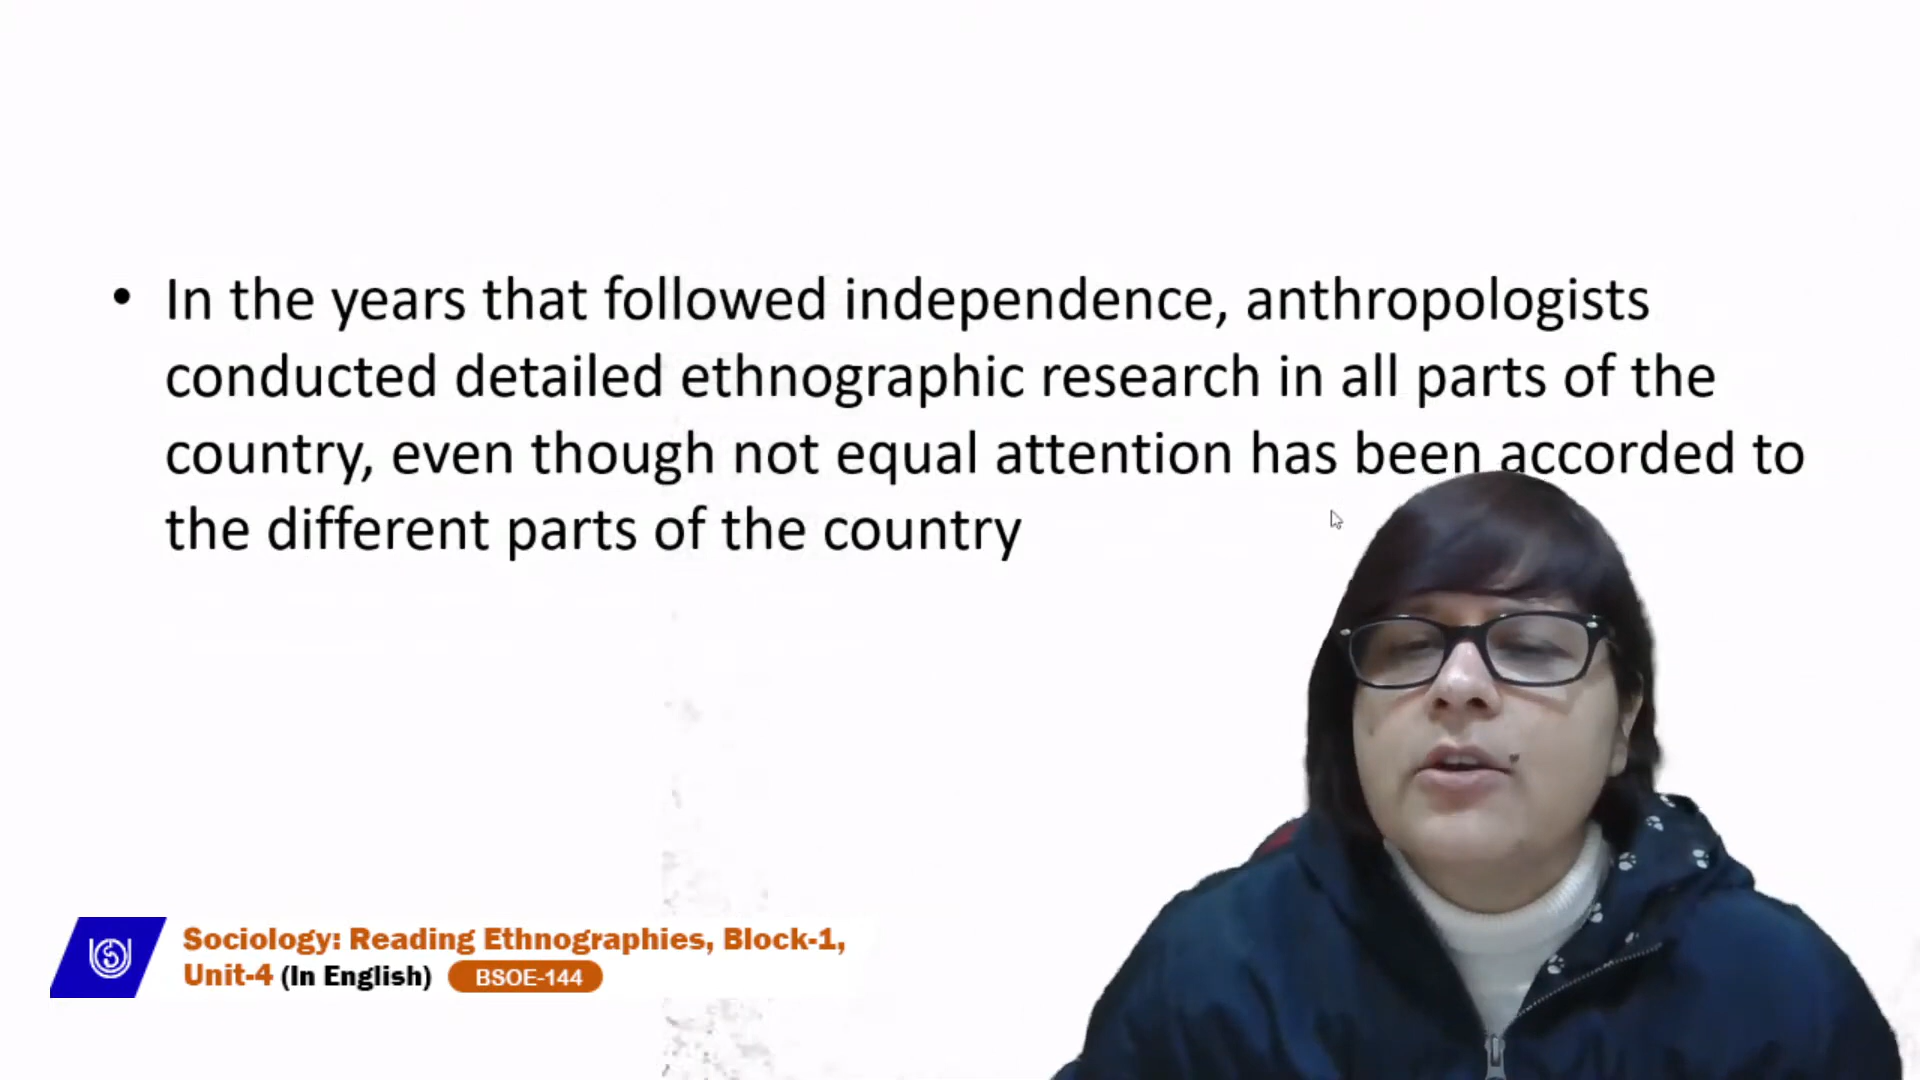 • In the years that followed independence, anthropologists
conducted detailed ethnographic research in all parts of the
country, even though not equal attention has been accorded to
the different parts of the country
Sociology: Reading Ethnographies, Block-1,
Unit-4 (In English) BSOE-144